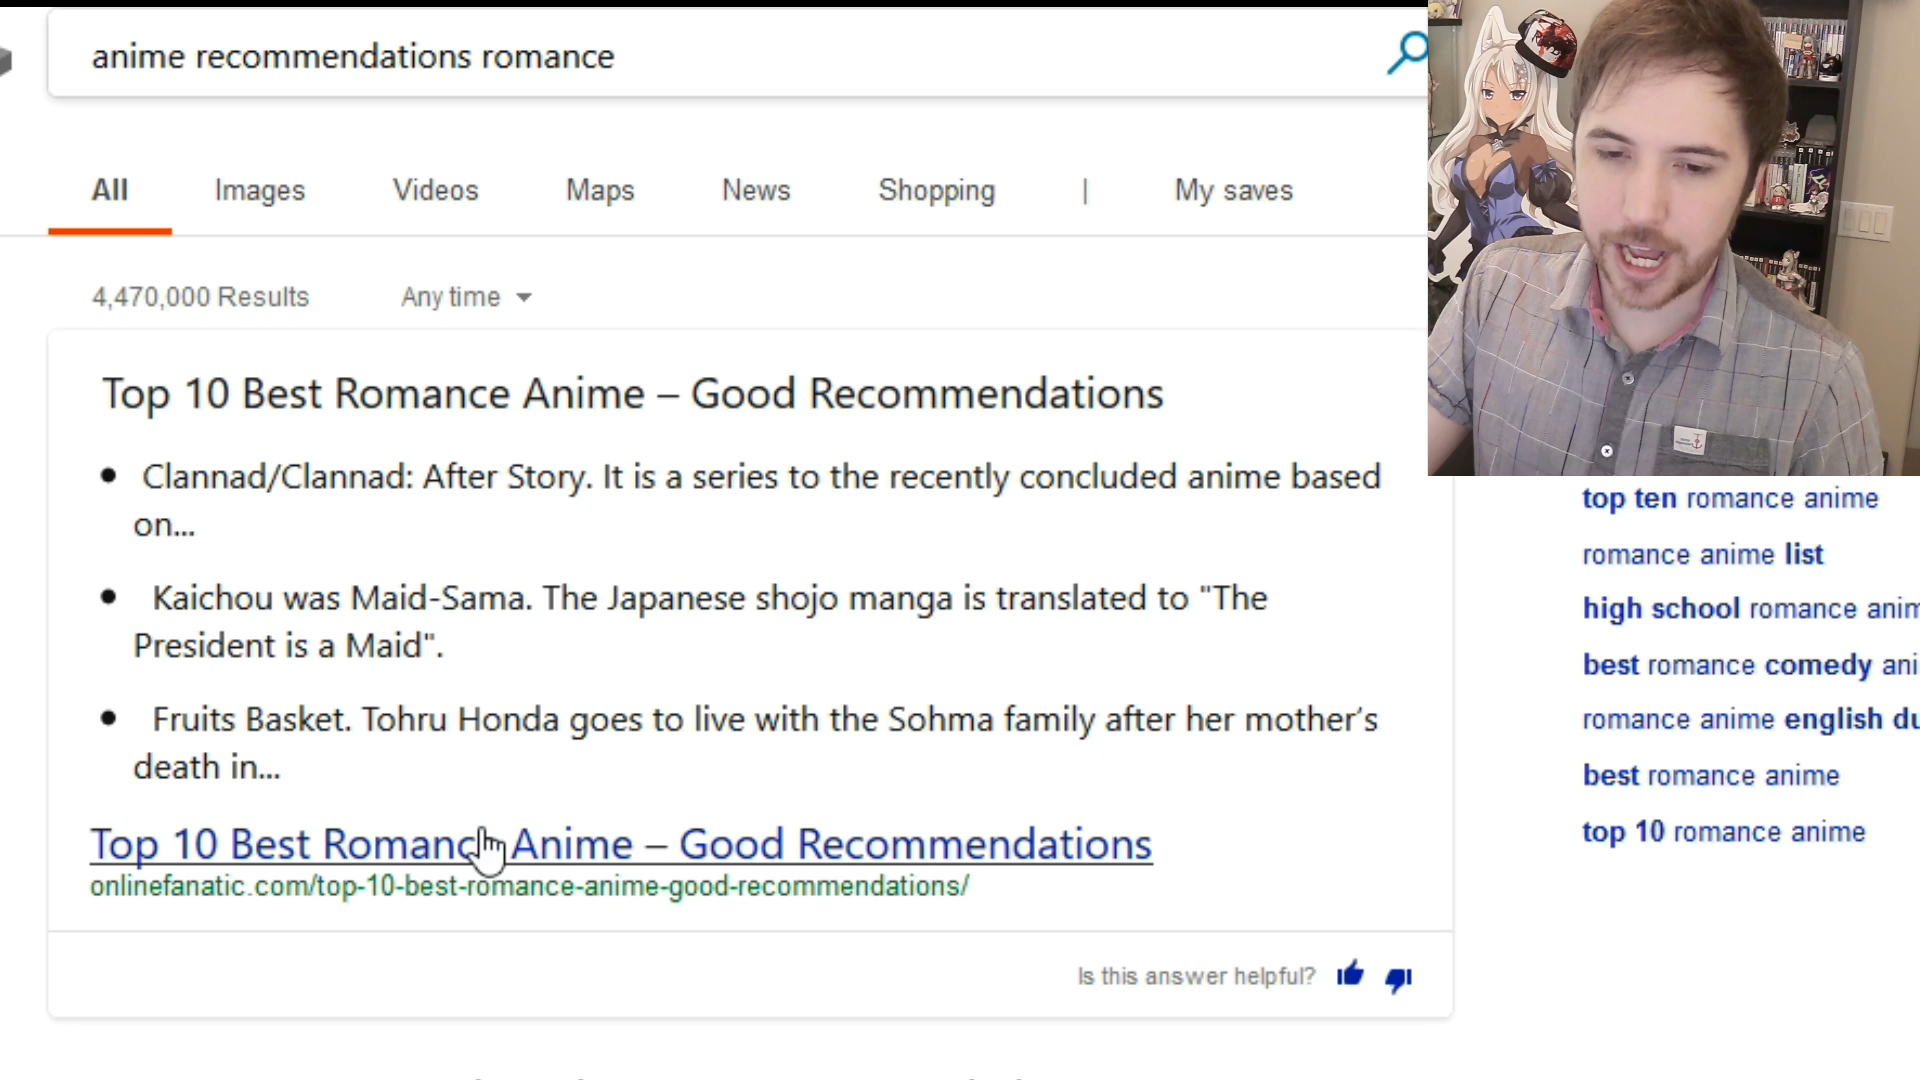 anime recommendations romance
All Images Videos Maps News Shopping | My saves
4,470,000 Results Any time
Top 10 Best Romance Anime – Good Recommendations
• Clannad/Clannad: After Story. It is a series to the recently concluded anime based
on...
• Kaichou was Maid-Sama. The Japanese shojo manga is translated to "The
President is a Maid".
• Fruits Basket. Tohru Honda goes to live with the Sohma family after her mother's
death in...
Top 10 Best Romance Anime – Good Recommendations
onlinefanatic.com/top-10-best-romance-anime-good-recommendations/
Is this answer helpful?
top ten romance anime
romance anime list
high school romance anim
best romance comedy ani
romance anime english du
best romance anime
top 10 romance anime